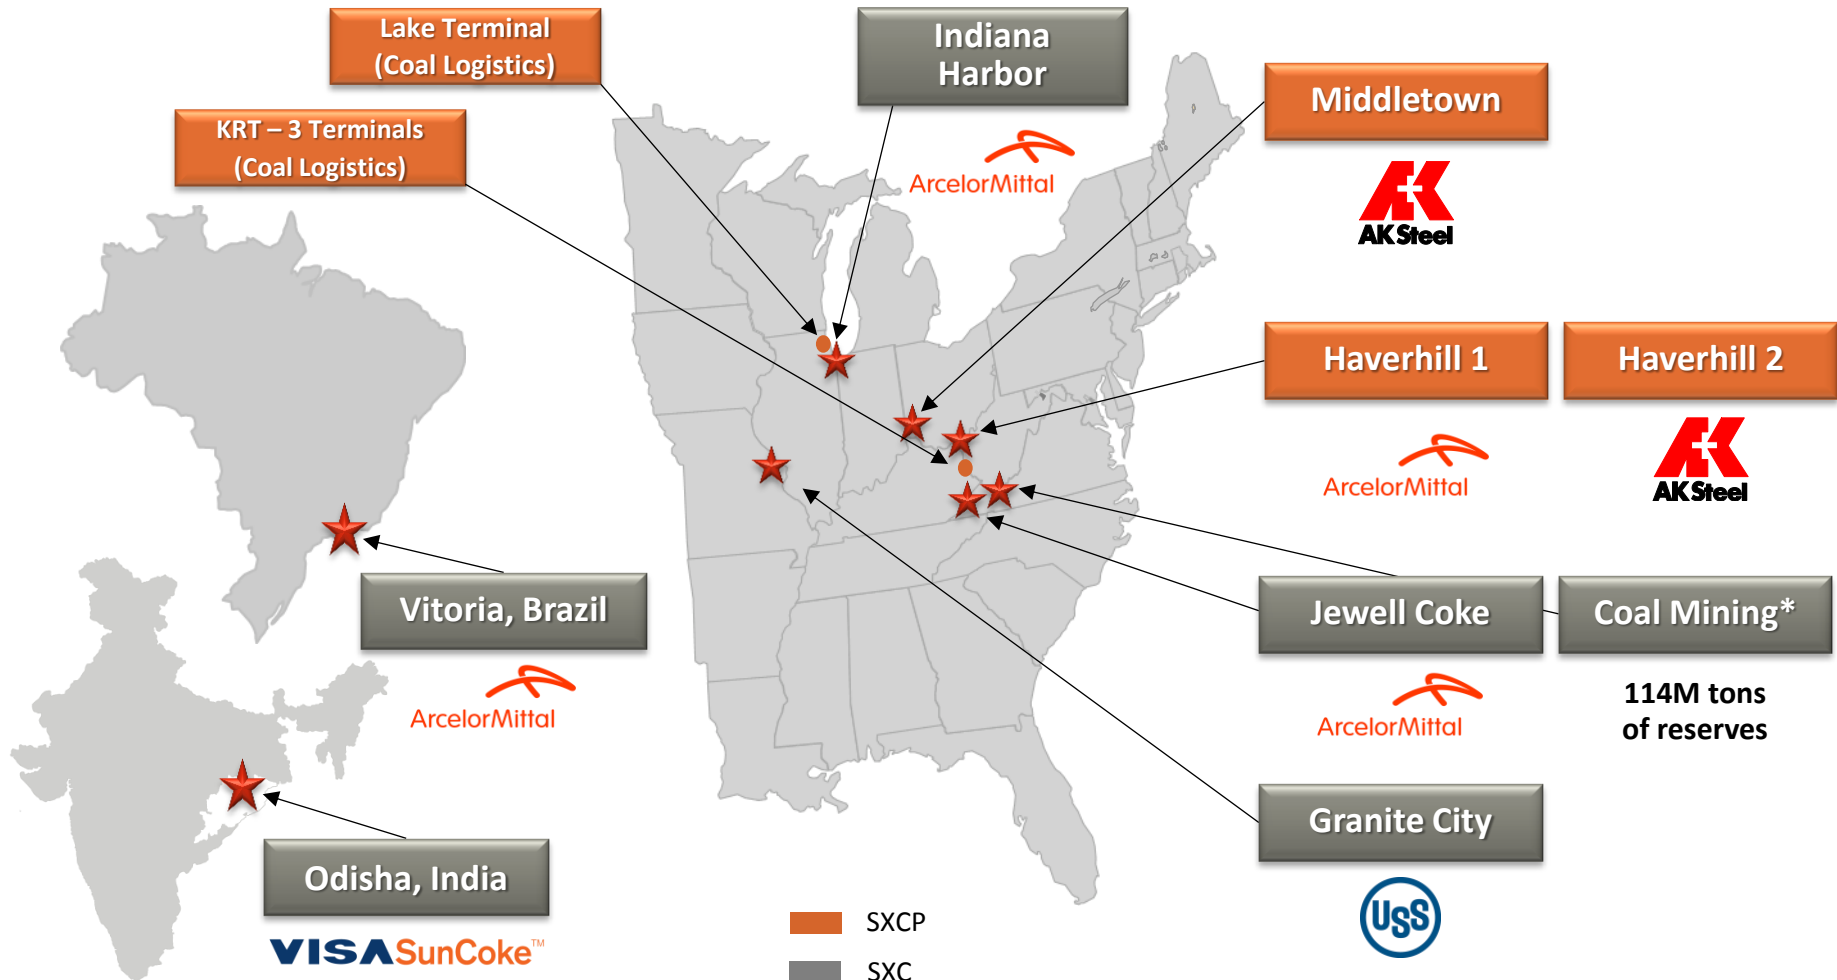 Lake Terminal
(Coal Logistics)
Indiana
Harbor
Middletown
KRT – 3 Terminals
(Coal Logistics)
ArcelorMittal
AK Steel
Haverhill 1
Haverhill 2
ArcelorMittal
AK Steel
Vitoria, Brazil
ArcelorMittal
Jewell Coke
Coal Mining*
ArcelorMittal
114M tons
of reserves
Granite City
USS
Odisha, India
VISA SunCoke™
SXCP
SXC